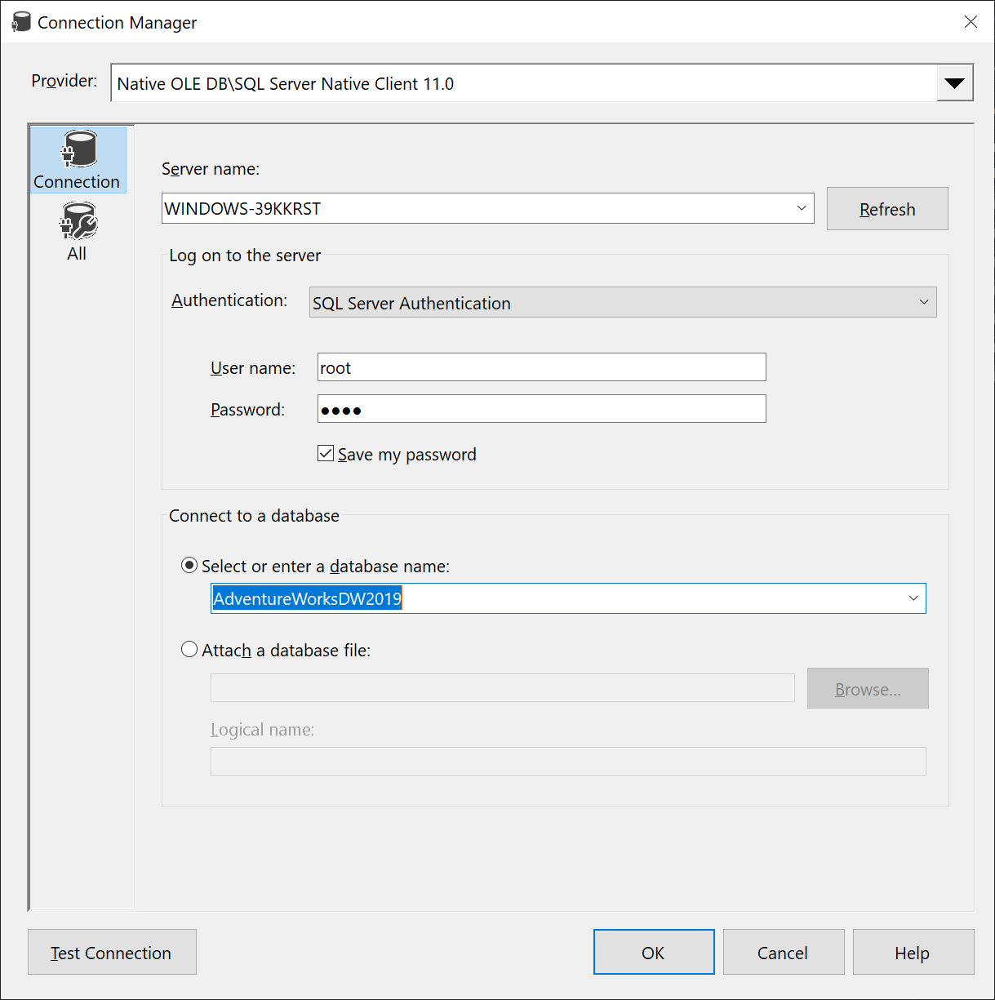 Connection Manager
Provider: Native OLE DB\SQL Server Native Client 11.0
Connection
All
Server name:
WINDOWS-39KKRST
Refresh
Log on to the server
Authentication: SQL Server Authentication
User name: root
Password: ●●●●
Save my password
Connect to a database
Select or enter a database name:
AdventureWorksDW2019
Attach a database file:
Browse...
Logical name:
Test Connection OK Cancel Help